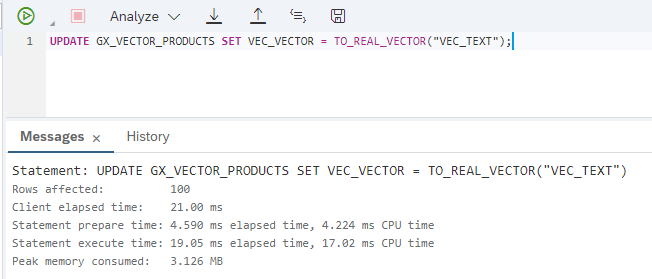 Analyze
1 UPDATE GX_VECTOR_PRODUCTS SET VEC_VECTOR = TO_REAL_VECTOR("VEC_TEXT");
Messages × History
Statement: UPDATE GX_VECTOR_PRODUCTS SET VEC_VECTOR = TO_REAL_VECTOR("VEC_TEXT")
Rows affected: 100
Client elapsed time: 21.00 ms
Statement prepare time: 4.590 ms elapsed time, 4.224 ms CPU time
Statement execute time: 19.05 ms elapsed time, 17.02 ms CPU time
Peak memory consumed: 3.126 MB